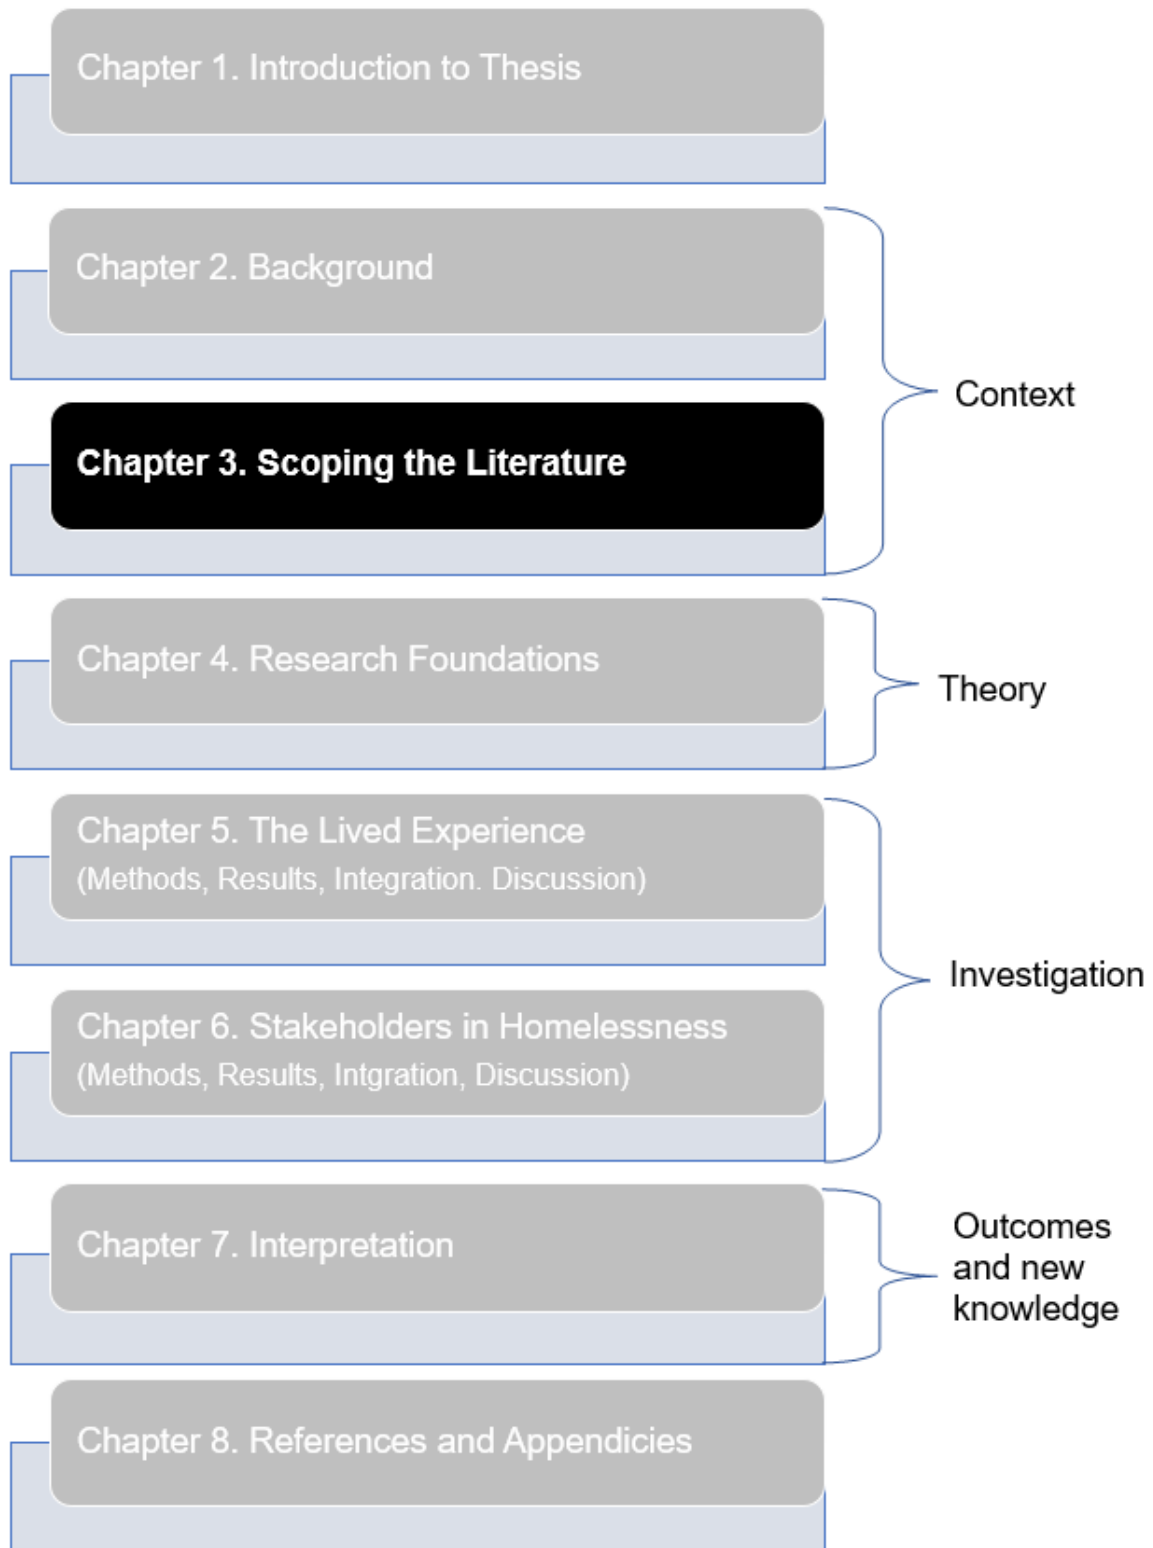 Chapter 1. Introduction to Thesis
Chapter 2. Background
Chapter 3. Scoping the Literature
Context
Chapter 4. Research Foundations
Theory
Chapter 5. The Lived Experience
(Methods, Results, Integration. Discussion)
Chapter 6. Stakeholders in Homelessness
(Methods, Results, Intgration, Discussion)
Investigation
Chapter 7. Interpretation
Outcomes
and new
knowledge
Chapter 8. References and Appendicies